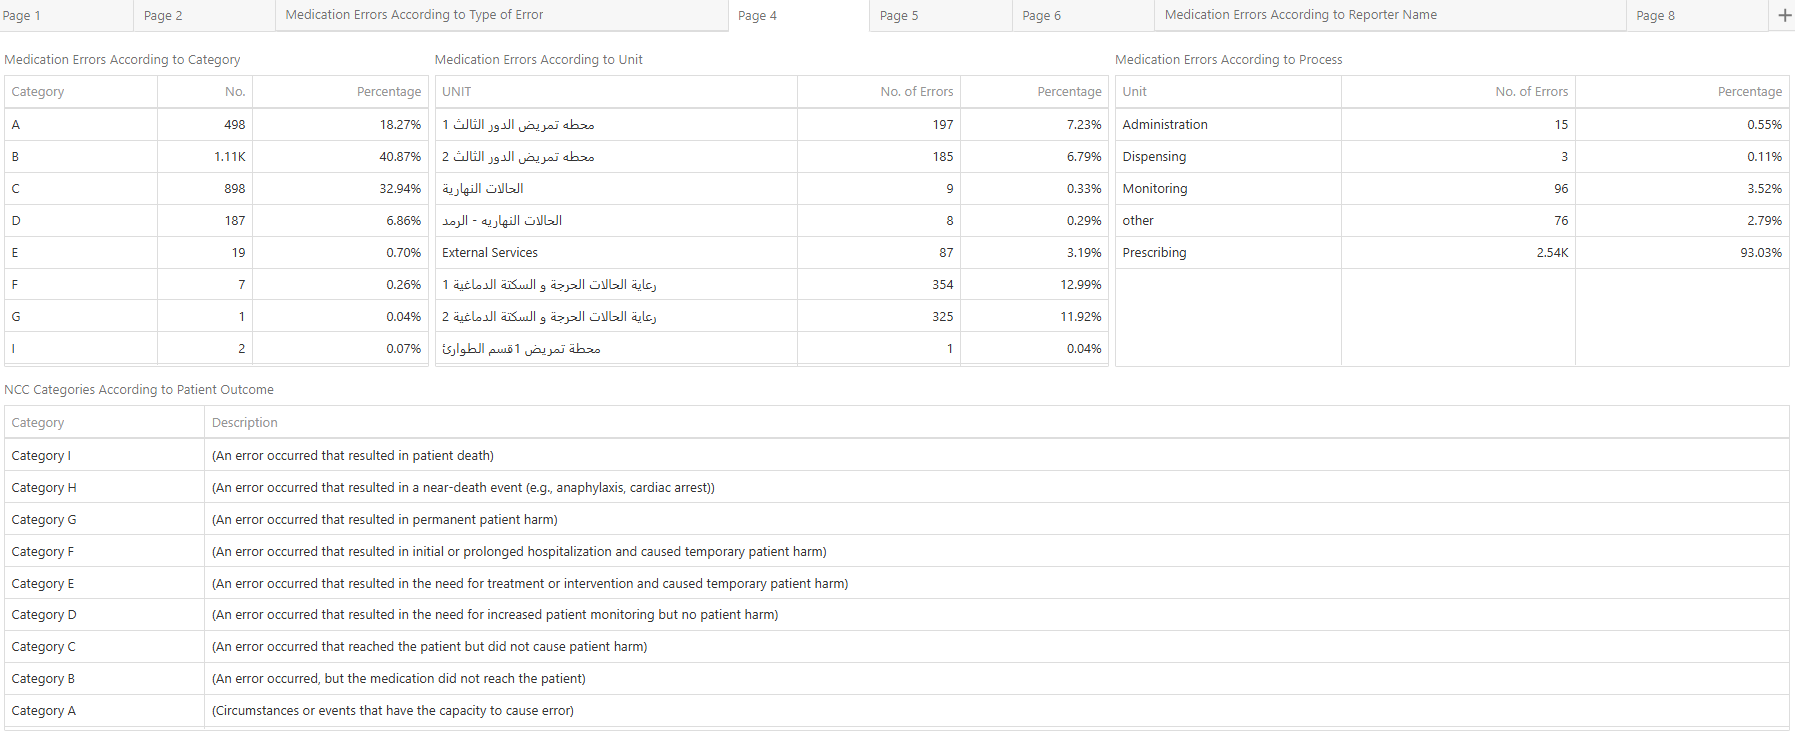 Page 1 Page 2 Medication Errors According to Type of Error Page 4 Page 5 Page 6 Medication Errors According to Reporter Name Page 8 +
Medication Errors According to Category
Category No. Percentage
A 498 18.27%
B 1.11K 40.87%
C 898 32.94%
D 187 6.86%
E 19 0.70%
F 7 0.26%
G 1 0.04%
I 2 0.07%
Medication Errors According to Unit
UNIT No. of Errors Percentage
محطه تمريض الدور الثالث 1 197 7.23%
محطه تمريض الدور الثالث 2 185 6.79%
الحالات النهارية 9 0.33%
الحالات النهاريه - الرمد 8 0.29%
External Services 87 3.19%
رعاية الحالات الحرجة و السكتة الدماغية 1 354 12.99%
رعاية الحالات الحرجة و السكتة الدماغية 2 325 11.92%
محطة تمريض 1قسم الطوارئ 1 0.04%
Medication Errors According to Process
Unit No. of Errors Percentage
Administration 15 0.55%
Dispensing 3 0.11%
Monitoring 96 3.52%
other 76 2.79%
Prescribing 2.54K 93.03%
NCC Categories According to Patient Outcome
Category Description
Category I (An error occurred that resulted in patient death)
Category H (An error occurred that resulted in a near-death event (e.g., anaphylaxis, cardiac arrest))
Category G (An error occurred that resulted in permanent patient harm)
Category F (An error occurred that resulted in initial or prolonged hospitalization and caused temporary patient harm)
Category E (An error occurred that resulted in the need for treatment or intervention and caused temporary patient harm)
Category D (An error occurred that resulted in the need for increased patient monitoring but no patient harm)
Category C (An error occurred that reached the patient but did not cause patient harm)
Category B (An error occurred, but the medication did not reach the patient)
Category A (Circumstances or events that have the capacity to cause error)